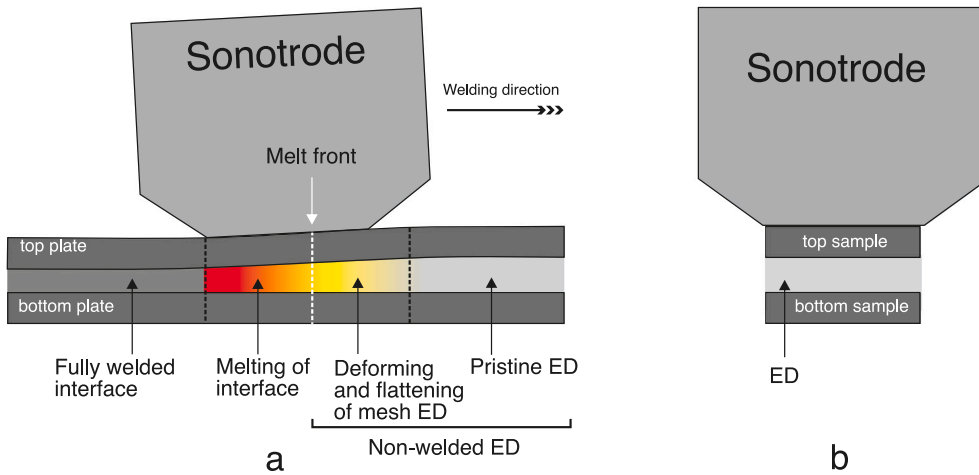 Sonotrode
Welding direction
Melt front
top plate
bottom plate
Fully welded
interface
Melting of
interface
Deforming
and flattening
of mesh ED
Pristine ED
Non-welded ED
a
Sonotrode
top sample
bottom sample
ED
b